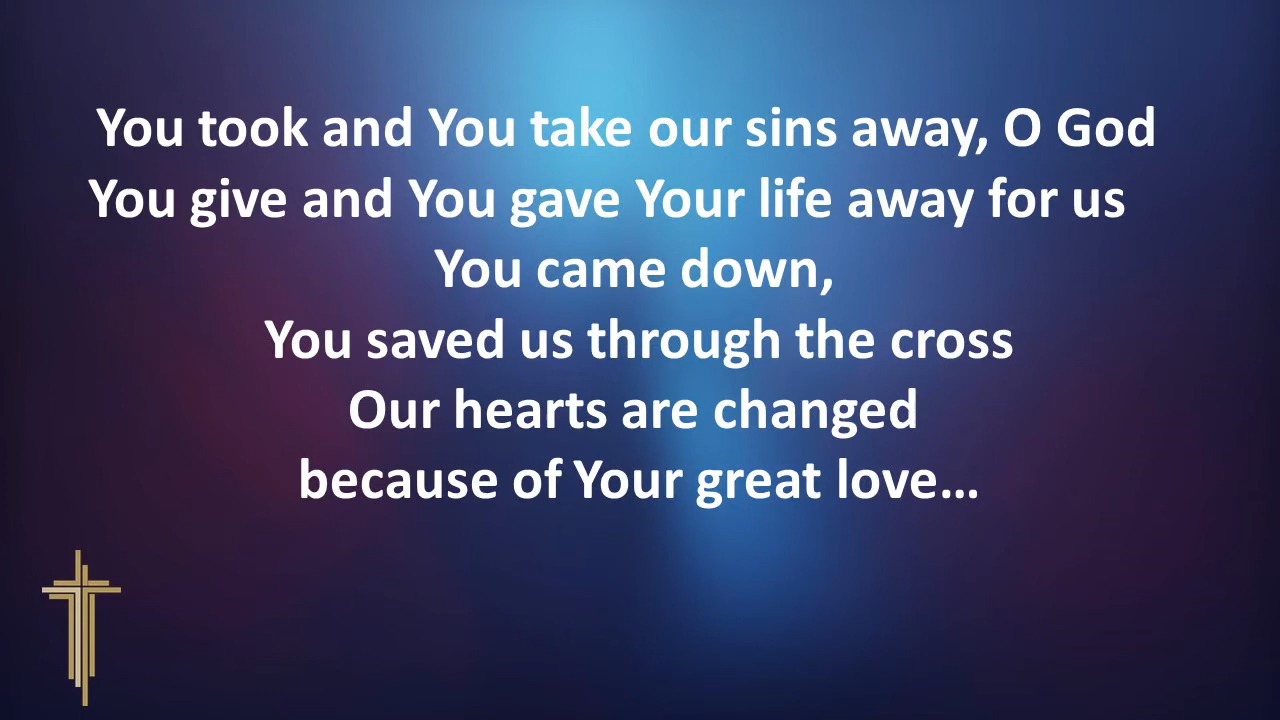 You took and You take our sins away, O God
You give and You gave Your life away for us
You came down,
You saved us through the cross
Our hearts are changed
because of Your great love…